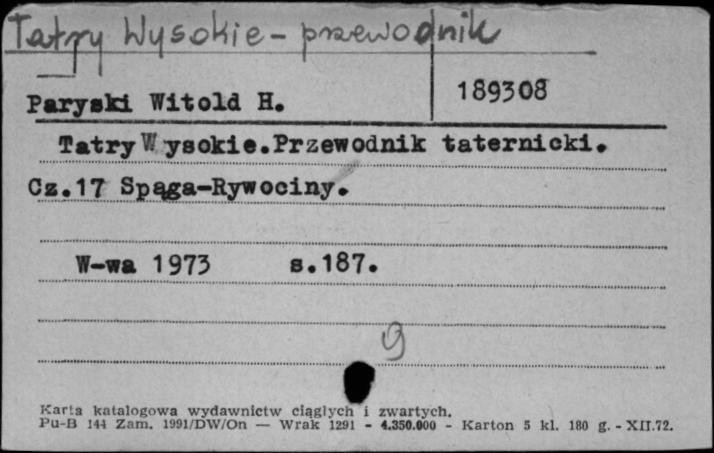 Tatry Wysokie - przewodnik
189308
Paryski Witold H.
Tatry Wysokie.Przewodnik taternicki.
Cz.17 Spąga-Rywociny.
W-wa 1973 s.187.
9
Karta katalogowa wydawnictw ciągłych i zwartych.
Pu-B 144 Zam. 1991/DW/On — Wrak 1291 - 4.350.000 - Karton 5 kl. 180 g. - XII.72.